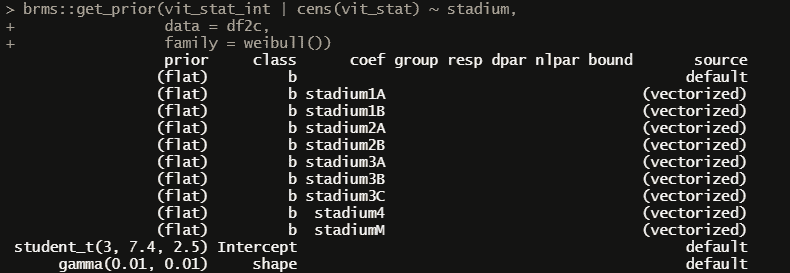 > brms::get_prior(vit_stat_int | cens(vit_stat) ~ stadium,
+ data = df2c,
+ family = weibull())
prior class coef group resp dpar nlpar bound source
(flat) b default
(flat) b stadium1A (vectorized)
(flat) b stadium1B (vectorized)
(flat) b stadium2A (vectorized)
(flat) b stadium2B (vectorized)
(flat) b stadium3A (vectorized)
(flat) b stadium3B (vectorized)
(flat) b stadium3C (vectorized)
(flat) b stadium4 (vectorized)
(flat) b stadiumM (vectorized)
student_t(3, 7.4, 2.5) Intercept default
gamma(0.01, 0.01) shape default